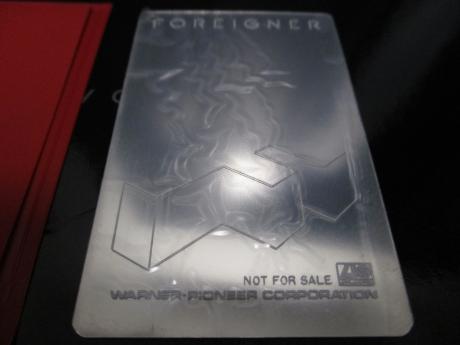 FOREIGNER
NOT FOR SALE
WARNER-PIONEER CORPORATION